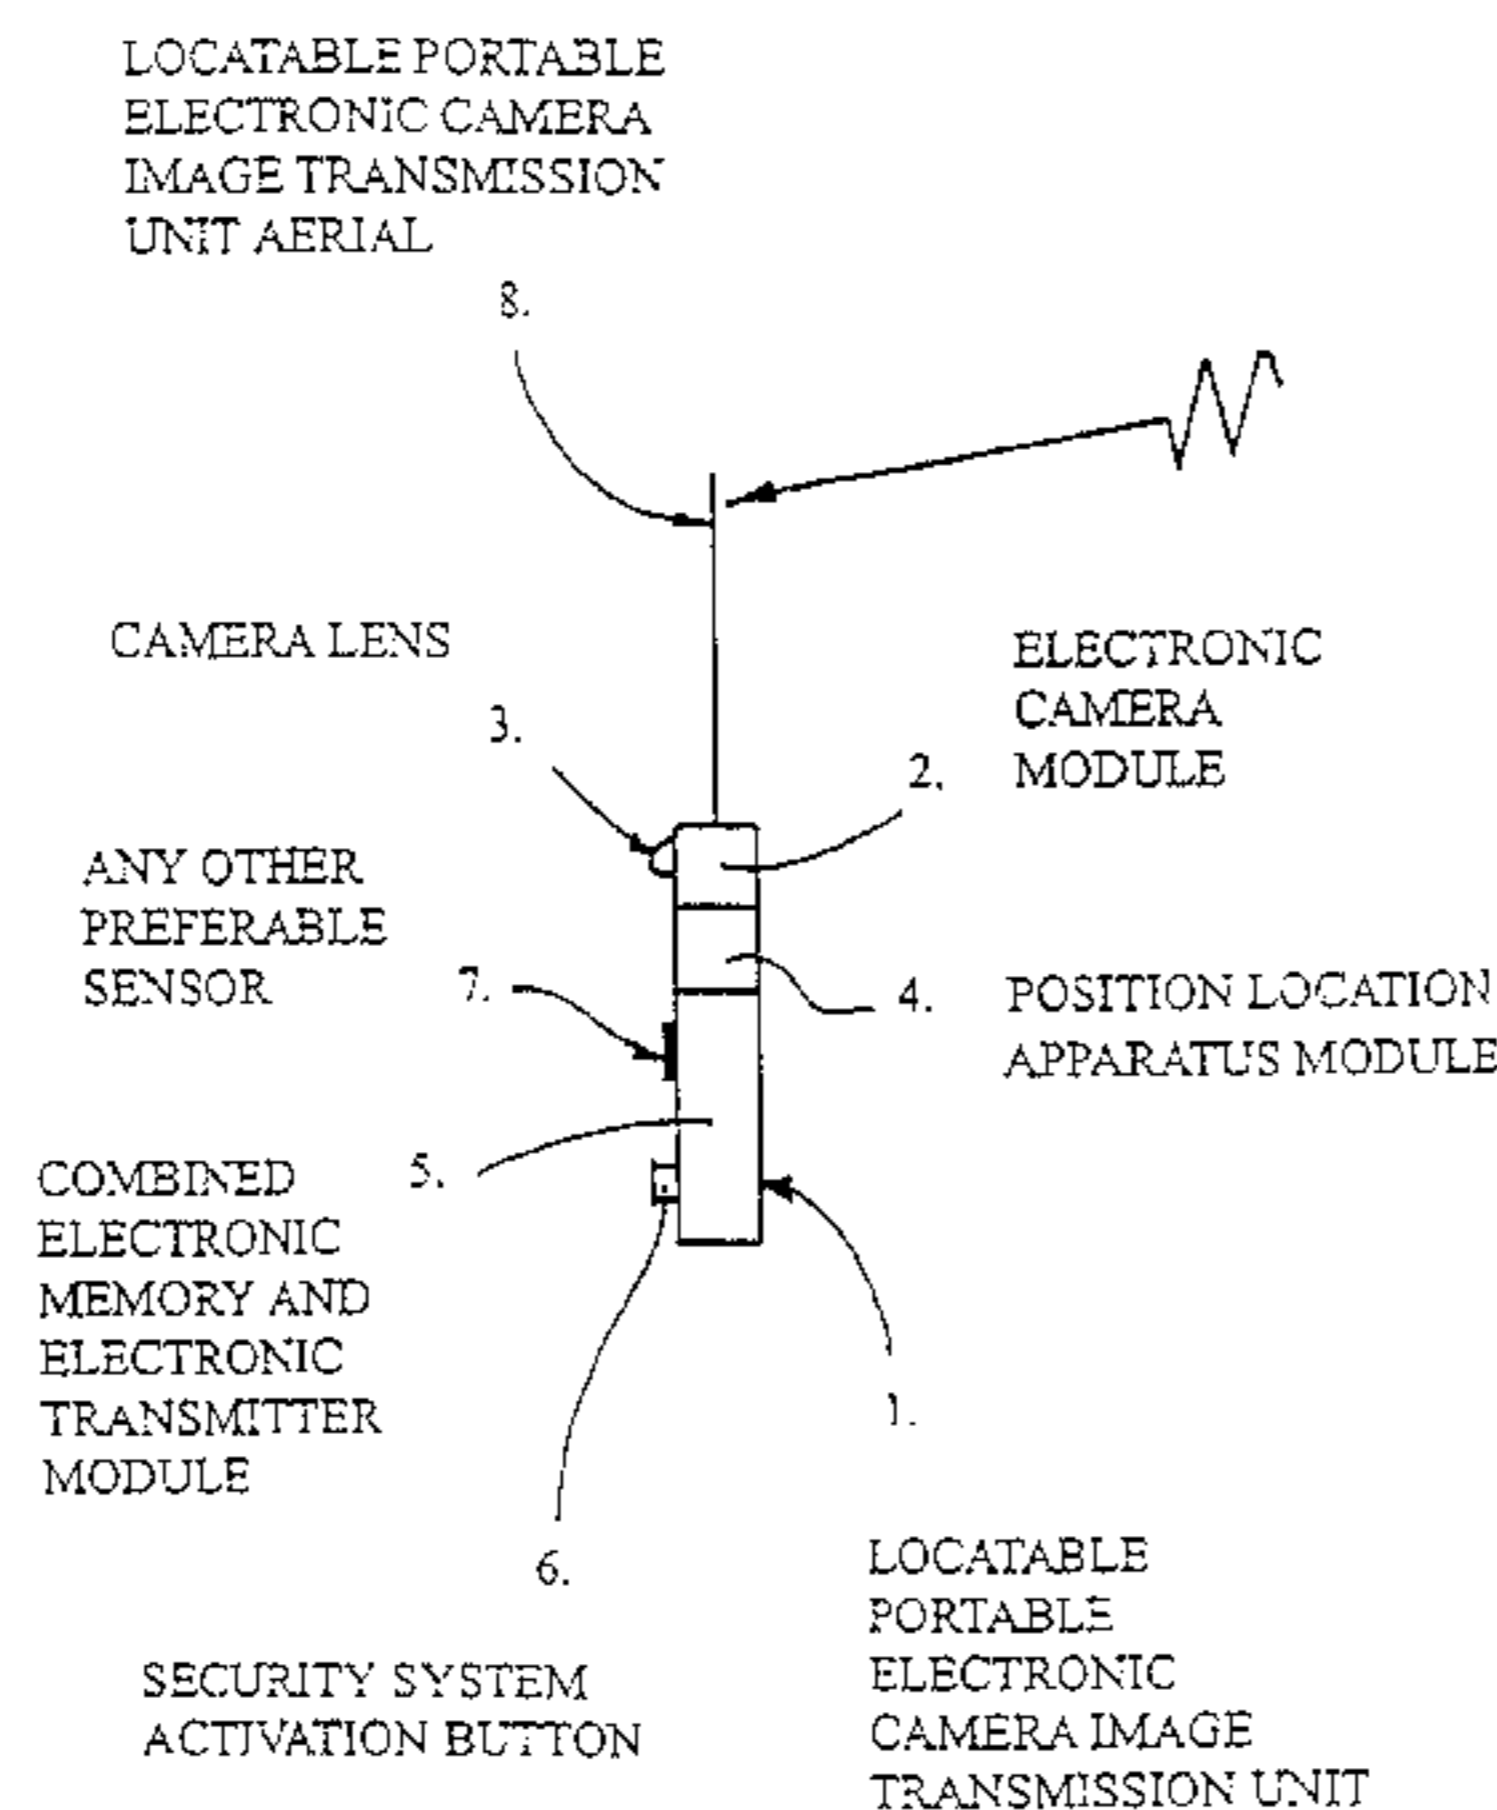 LOCATABLE PORTABLE
ELECTRONIC CAMERA
IMAGE TRANSMISSION
UNIT AERIAL
8.
CAMERA LENS
3.
ELECTRONIC
CAMERA
MODULE
2.
ANY OTHER
PREFERABLE
SENSOR
7.
4.
POSITION LOCATION
APPARATUS MODULE
COMBINED
ELECTRONIC
MEMORY AND
ELECTRONIC
TRANSMITTER
MODULE
5.
1.
6.
SECURITY SYSTEM
ACTIVATION BUTTON
LOCATABLE
PORTABLE
ELECTRONIC
CAMERA IMAGE
TRANSMISSION UNIT